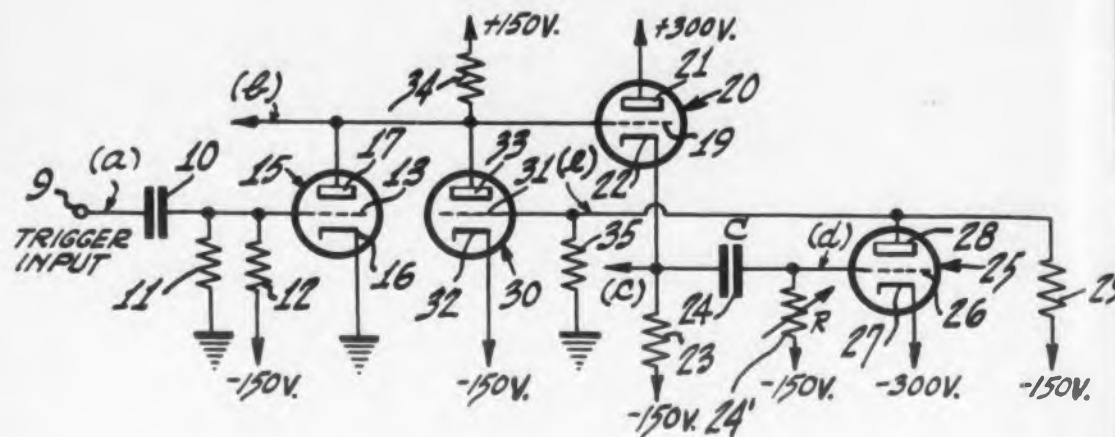 +150V.
+300V.
34
21
20
(b)
17
33
19
(a)
10
15
13
31
(e)
22
9
TRIGGER
INPUT
35
C
(d)
28
25
11
12
16
32
30
(c)
24
R
27
26
29
23
-150V.
-150V.
-150V.
24'
-150V.
-300V.
-150V.